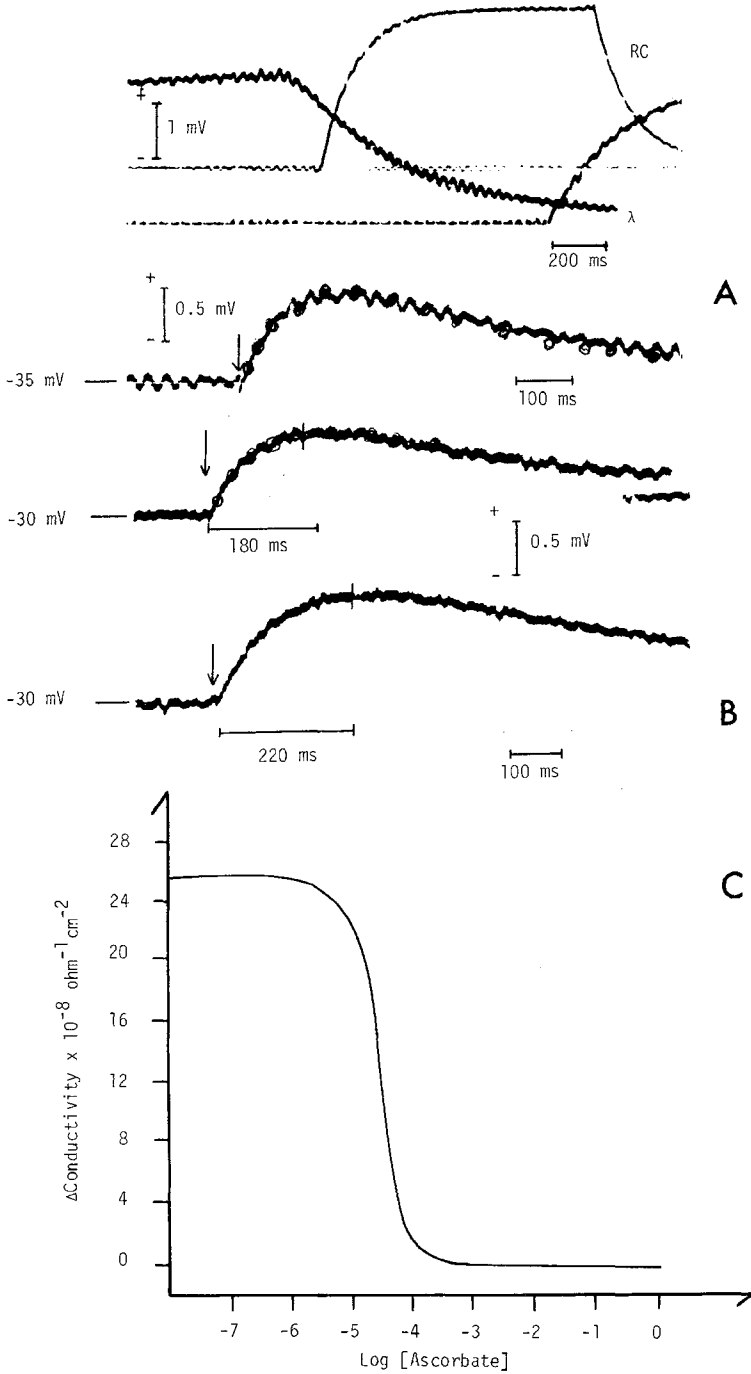 RC
+
1 mV
-
λ
200 ms
A
+
0.5 mV
-
-35 mV
100 ms
-30 mV
180 ms
+
0.5 mV
-
-30 mV
B
220 ms
100 ms
C
ΔConductivity x 10⁻⁸ ohm⁻¹cm⁻²
28
24
20
16
12
8
4
0
-7 -6 -5 -4 -3 -2 -1 0
Log [Ascorbate]